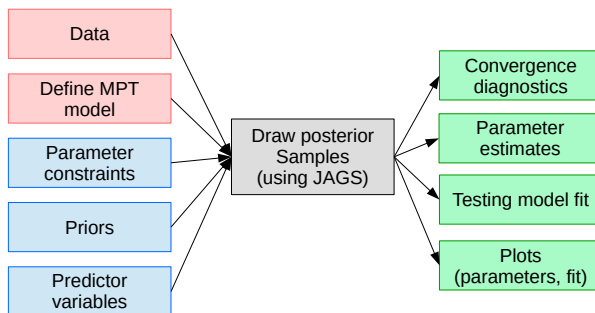 Data
Define MPT
model
Parameter
constraints
Priors
Predictor
variables
Draw posterior
Samples
(using JAGS)
Convergence
diagnostics
Parameter
estimates
Testing model fit
Plots
(parameters, fit)